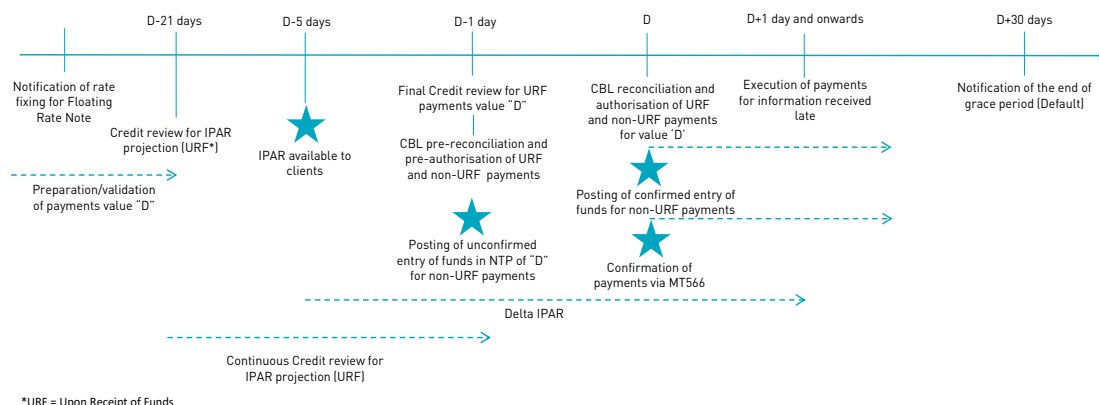 D-21 days
D-5 days
D-1 day
D
D+1 day and onwards
D+30 days
Notification of rate
fixing for Floating
Rate Note
Credit review for IPAR
projection (URF*)
Preparation/validation
of payments value “D”
IPAR available to
clients
Final Credit review for URF
payments value “D”
CBL pre-reconciliation and
pre-authorisation of URF
and non-URF payments
Posting of unconfirmed
entry of funds in NTP of “D”
for non-URF payments
CBL reconciliation and
authorisation of URF
and non-URF payments
for value ‘D’
Posting of confirmed entry of
funds for non-URF payments
Confirmation of
payments via MT566
Execution of payments
for information received
late
Notification of the end of
grace period (Default)
Delta IPAR
Continuous Credit review for
IPAR projection (URF)
*URF = Upon Receipt of Funds